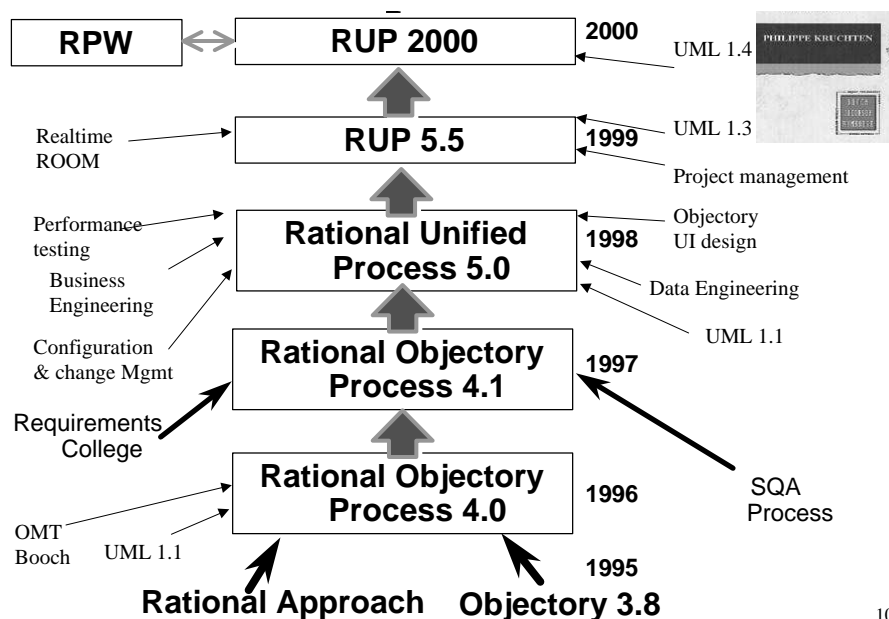 RPW
RUP 2000
2000
UML 1.4
PHILIPPE KRUCHTEN
Realtime
ROOM
RUP 5.5
UML 1.3
1999
Project management
Performance
testing
Business
Engineering
Configuration
& change Mgmt
Rational Unified
Process 5.0
Objectory
UI design
1998
Data Engineering
UML 1.1
Rational Objectory
Process 4.1
1997
Requirements
College
SQA
Process
Rational Objectory
Process 4.0
1996
OMT
Booch
UML 1.1
1995
Rational Approach
Objectory 3.8
10